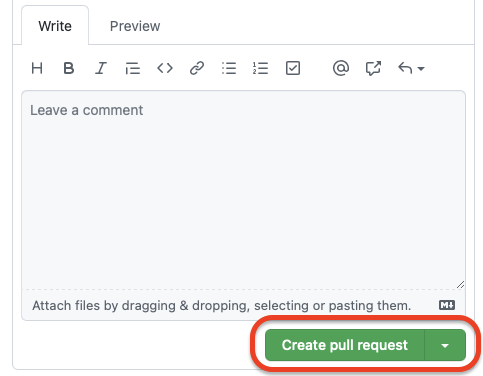 Write Preview
Leave a comment
Attach files by dragging & dropping, selecting or pasting them.
Create pull request